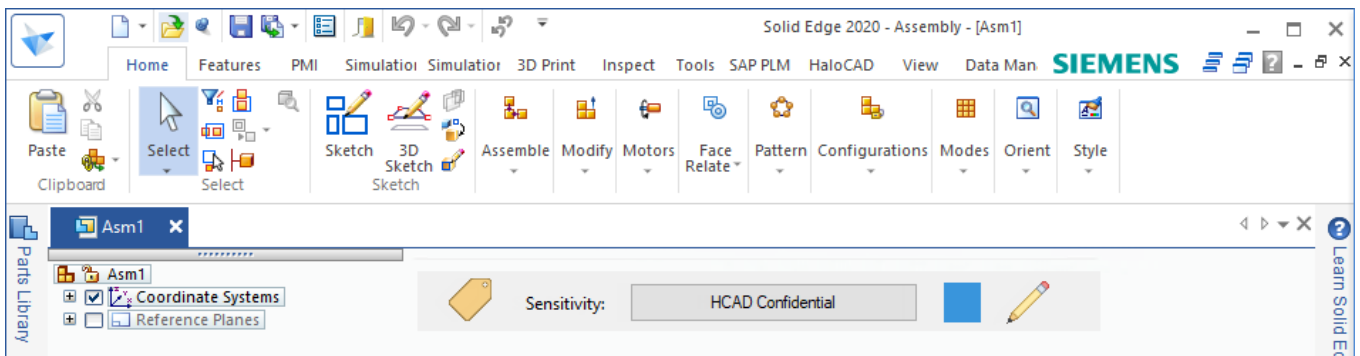 Solid Edge 2020 - Assembly - [Asm1]
Home Features PMI Simulation Simulation 3D Print Inspect Tools SAP PLM HaloCAD View Data Man SIEMENS
Paste Select Sketch 3D Sketch Assemble Modify Motors Face Relate Pattern Configurations Modes Orient Style
Clipboard Select Sketch
Asm1
Parts Library
Asm1
Coordinate Systems
Reference Planes
Sensitivity: HCAD Confidential
Learn Solid Ed